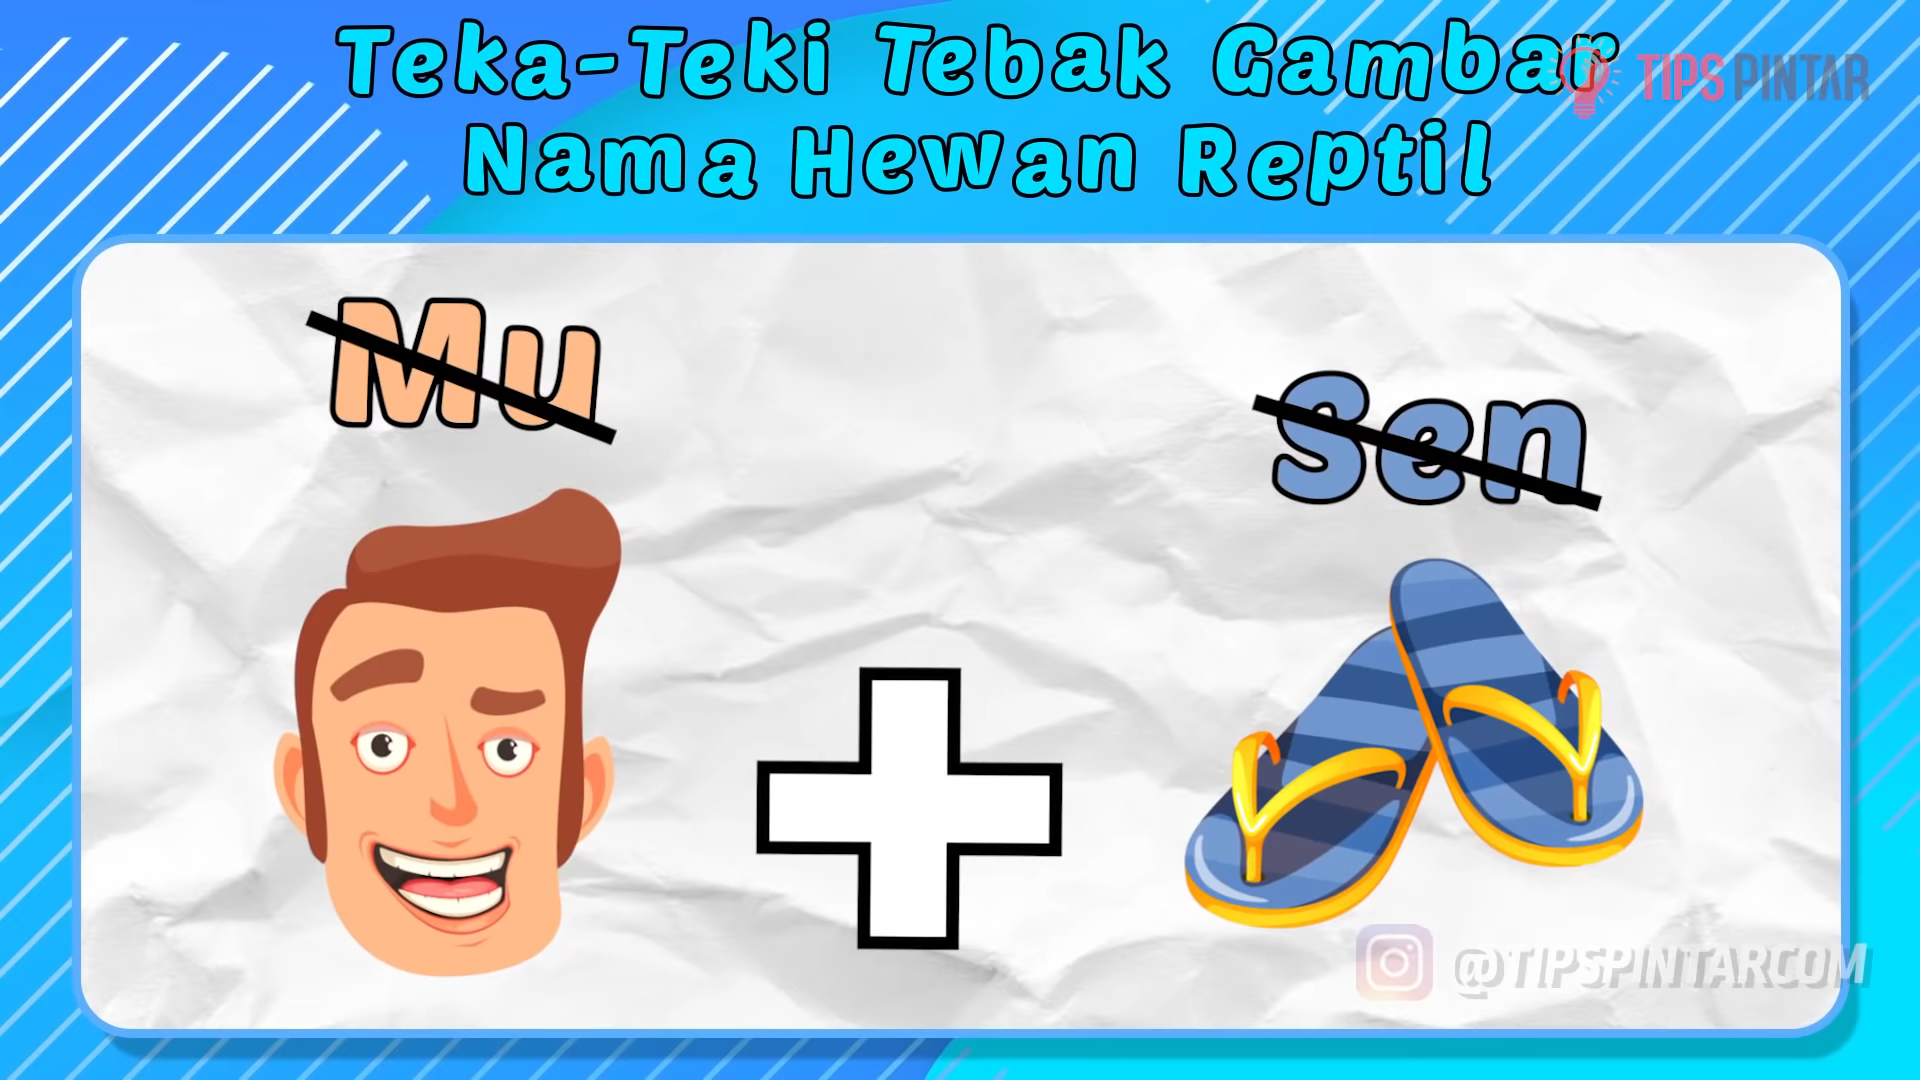 Teka-Teki Tebak Gambar
TIPS PINTAR
Nama Hewan Reptil
Mu
Sen
@TIPSPINTARCOM